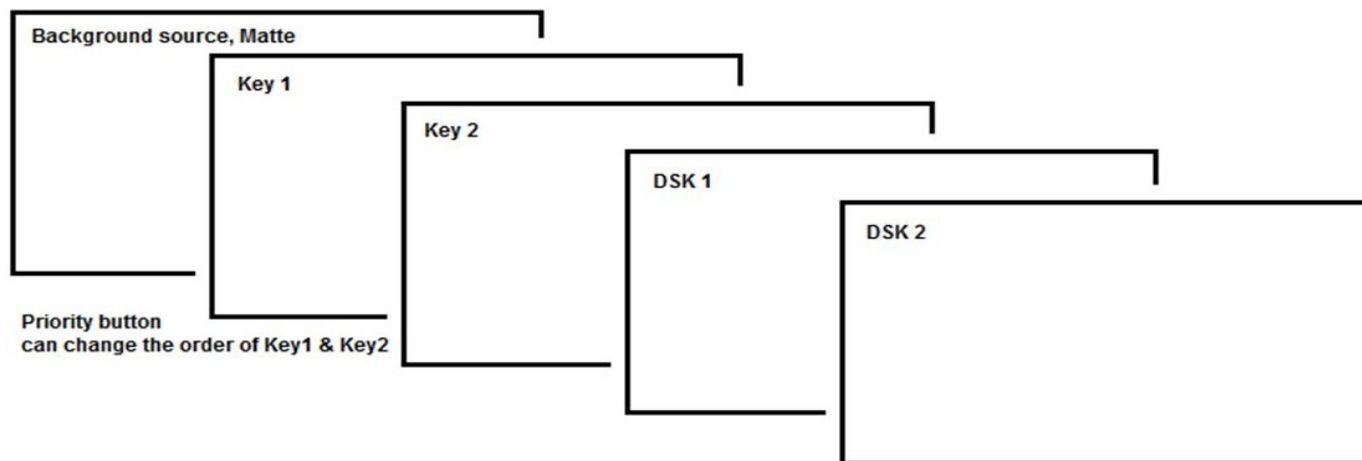 Background source, Matte
Key 1
Key 2
DSK 1
DSK 2
Priority button
can change the order of Key1 & Key2